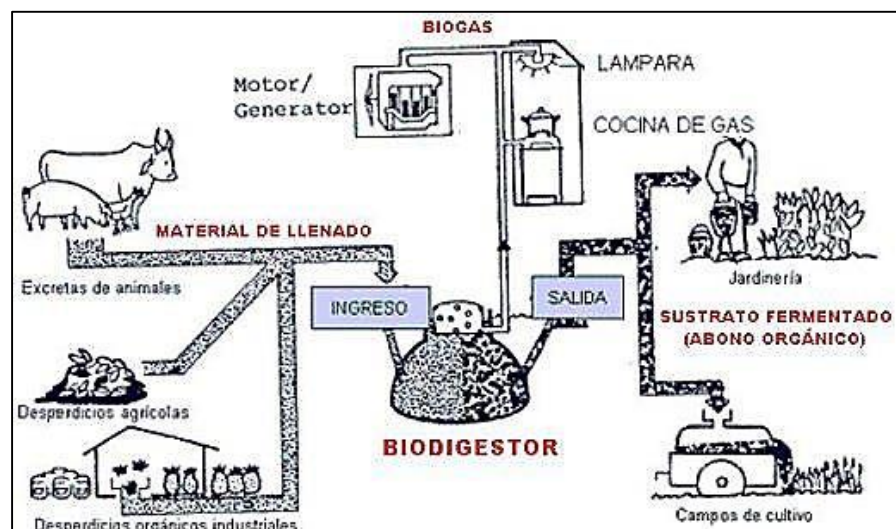 BIOGAS
Motor/
Generator
LAMPARA
COCINA DE GAS
MATERIAL DE LLENADO
Excretas de animales
INGRESO
SALIDA
Jardinería
SUSTRATO FERMENTADO
(ABONO ORGÁNICO)
Desperdicios agrícolas
BIODIGESTOR
Desperdicios orgánicos industriales
Campos de cultivo